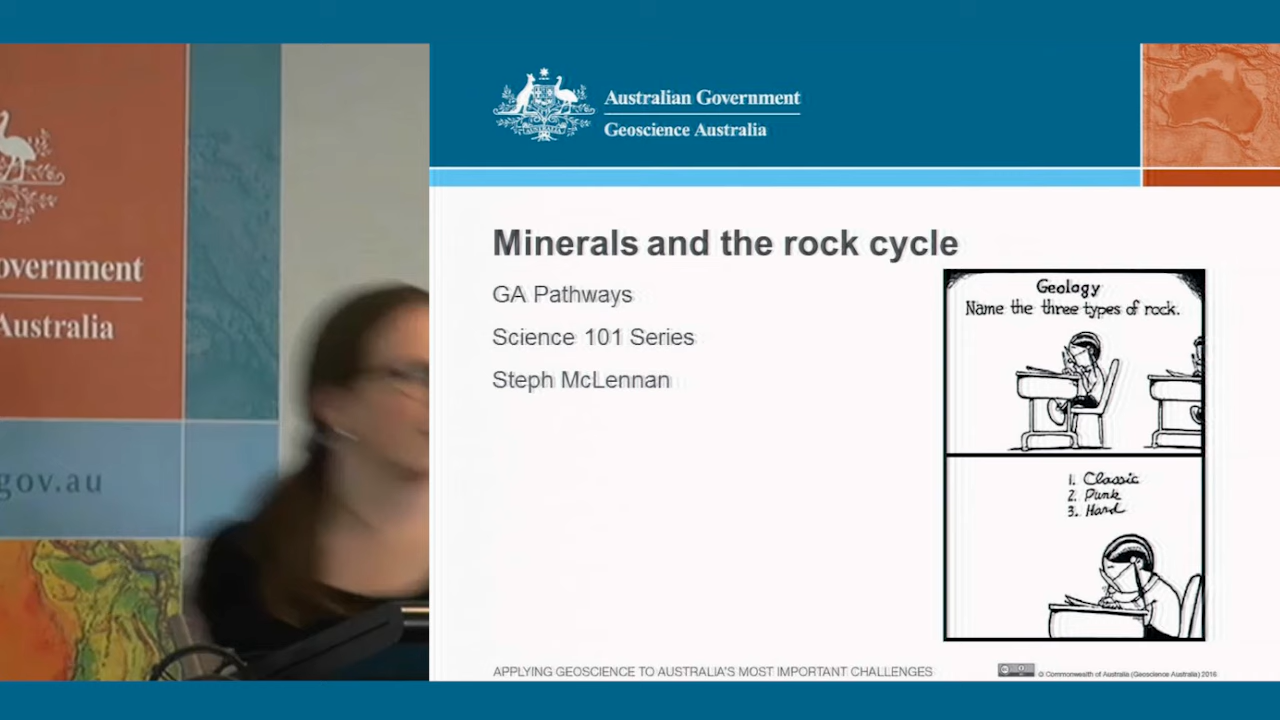 overnment
Australia
gov.au
Australian Government
Geoscience Australia
Minerals and the rock cycle
GA Pathways
Science 101 Series
Steph McLennan
Geology
Name the three types of rock.
1. Classic
2. Punk
3. Hard
APPLYING GEOSCIENCE TO AUSTRALIA'S MOST IMPORTANT CHALLENGES
© Commonwealth of Australia (Geoscience Australia) 2016